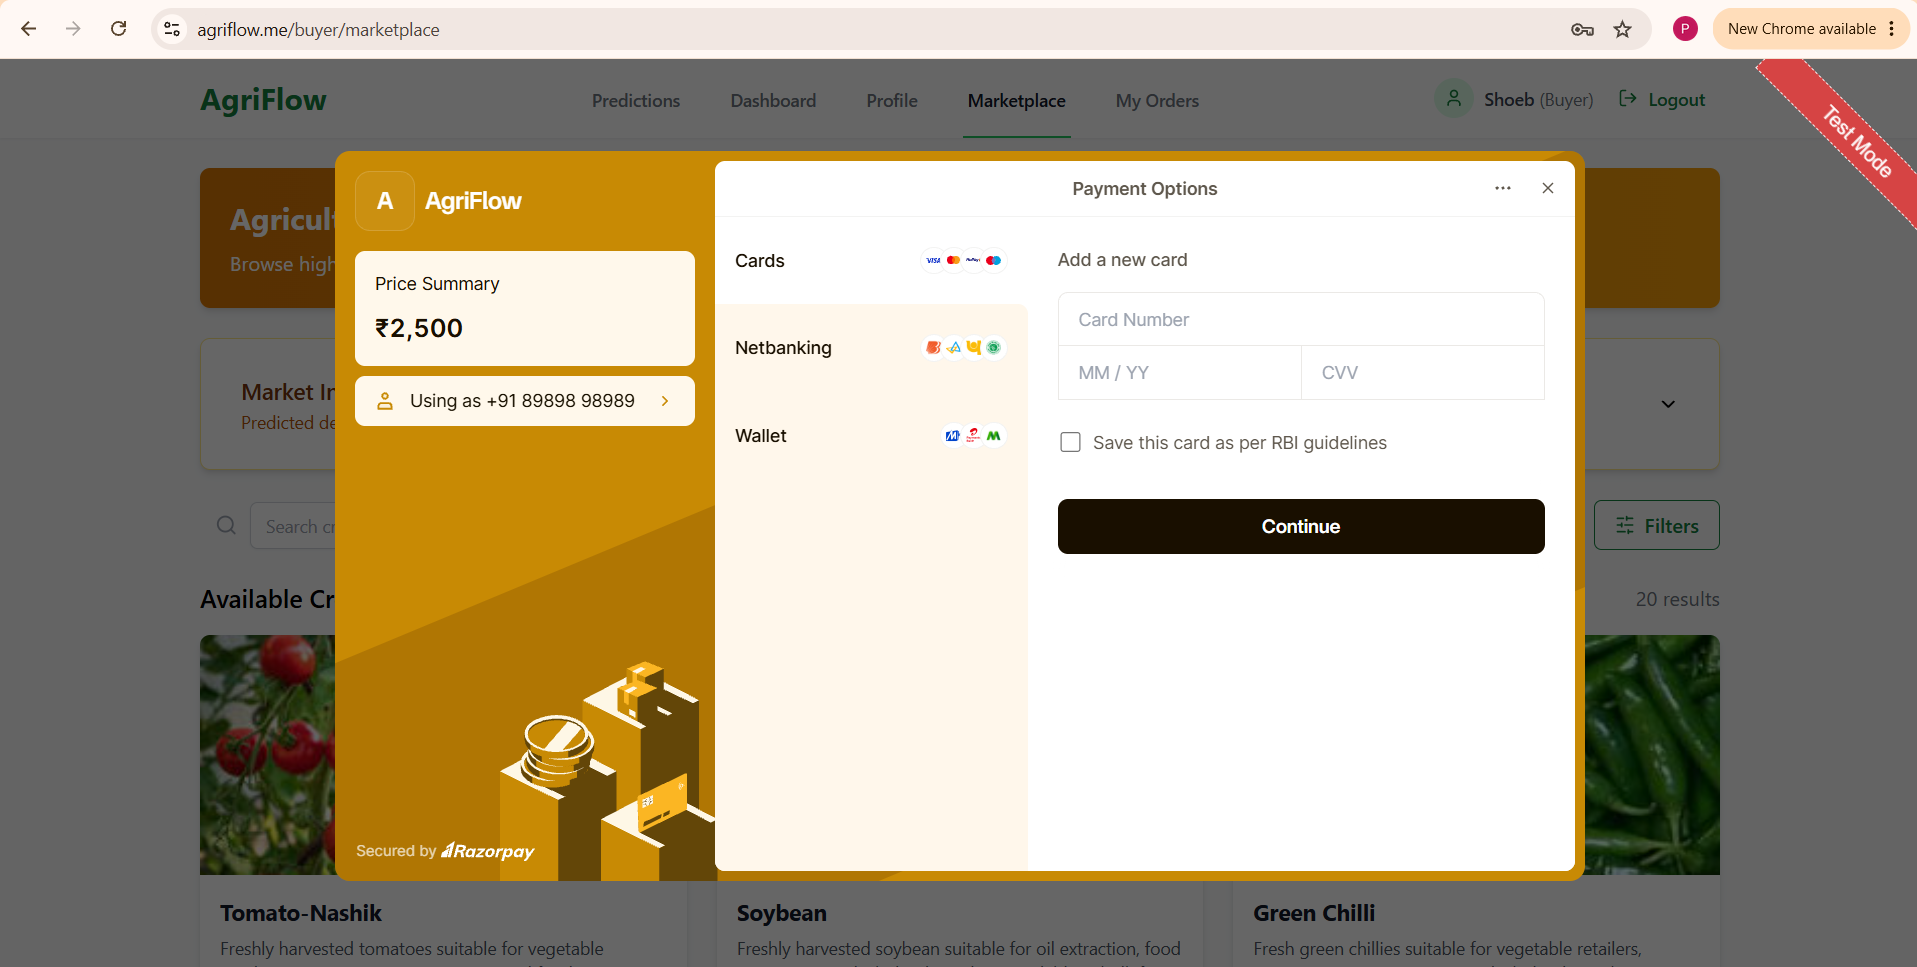 agriflow.me/buyer/marketplace
P
New Chrome available
AgriFlow
Predictions
Dashboard
Profile
Marketplace
My Orders
Shoeb (Buyer)
Logout
Test Mode
Agricul
Browse high
Market In
Predicted de
Search cr
Filters
Available Cr
20 results
A
AgriFlow
Price Summary
₹2,500
Using as +91 89898 98989
Secured by Razorpay
Payment Options
Cards
VISA
RuPay
Netbanking
Wallet
Add a new card
Card Number
MM / YY
CVV
Save this card as per RBI guidelines
Continue
Tomato-Nashik
Freshly harvested tomatoes suitable for vegetable
Soybean
Freshly harvested soybean suitable for oil extraction, food
Green Chilli
Fresh green chillies suitable for vegetable retailers,